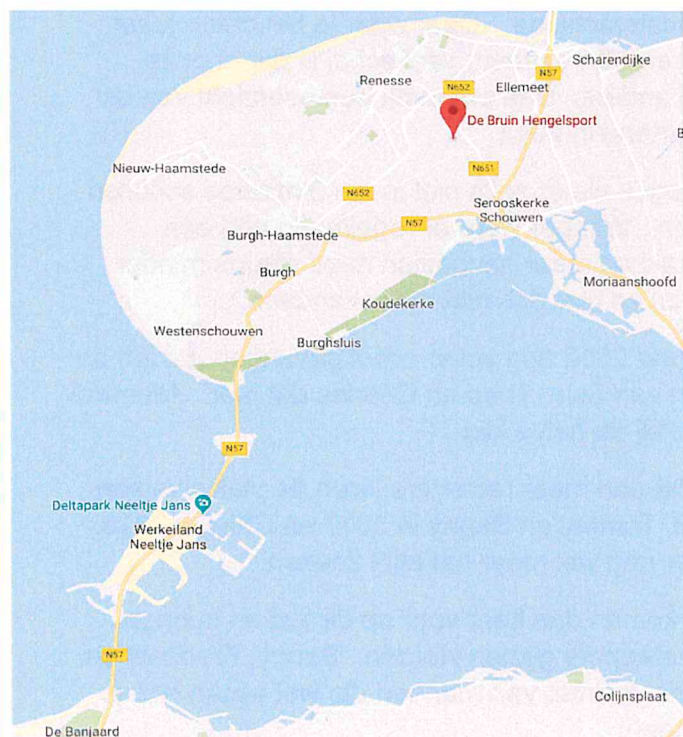 Scharendijke
N57
Renesse
N652
Ellemeet
De Bruin Hengelsport
B
Nieuw-Haamstede
N651
N652
Serooskerke
Schouwen
N57
Burgh-Haamstede
Burgh
Moriaanshoofd
Koudekerke
Westenschouwen
Burghsluis
N57
Deltapark Neeltje Jans
Werkeiland
Neeltje Jans
N57
Colijnsplaat
De Banjaard